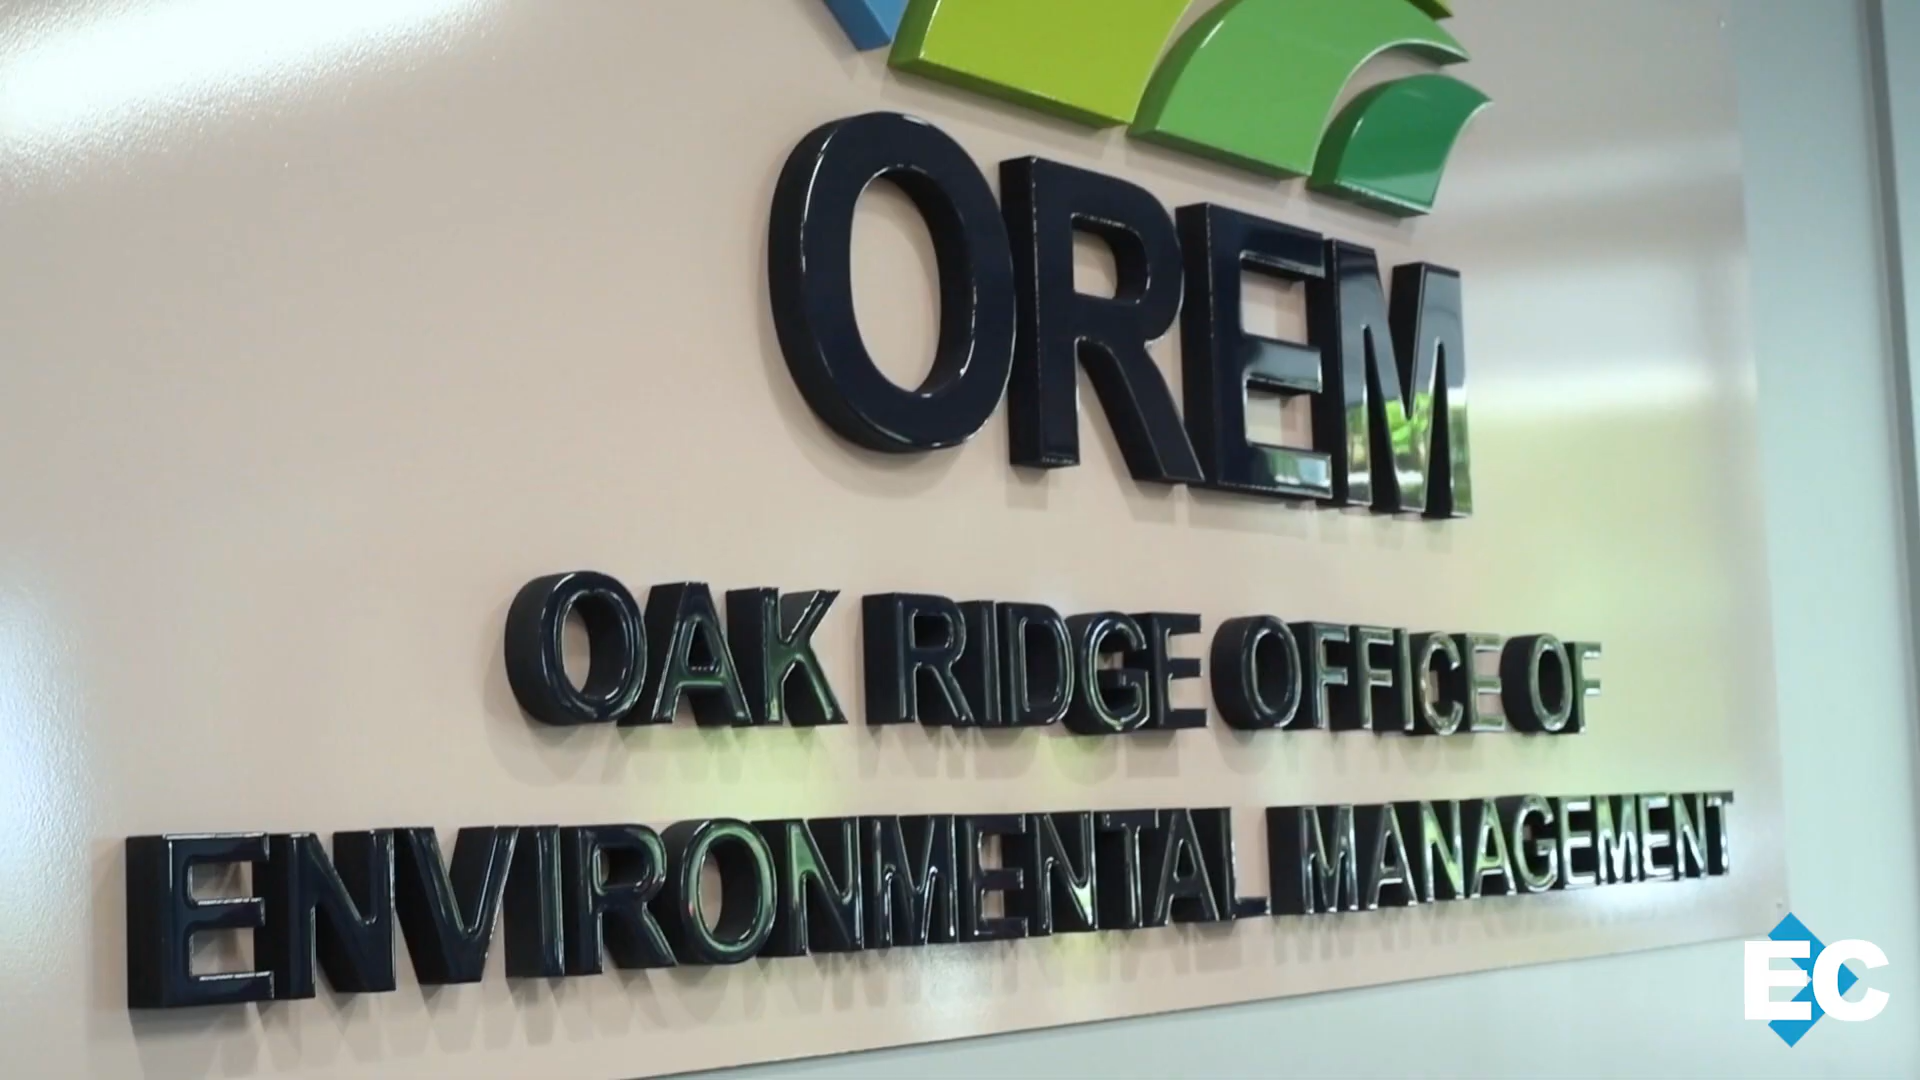 OREM
OAK RIDGE OFFICE OF
ENVIRONMENTAL MANAGEMENT
EC